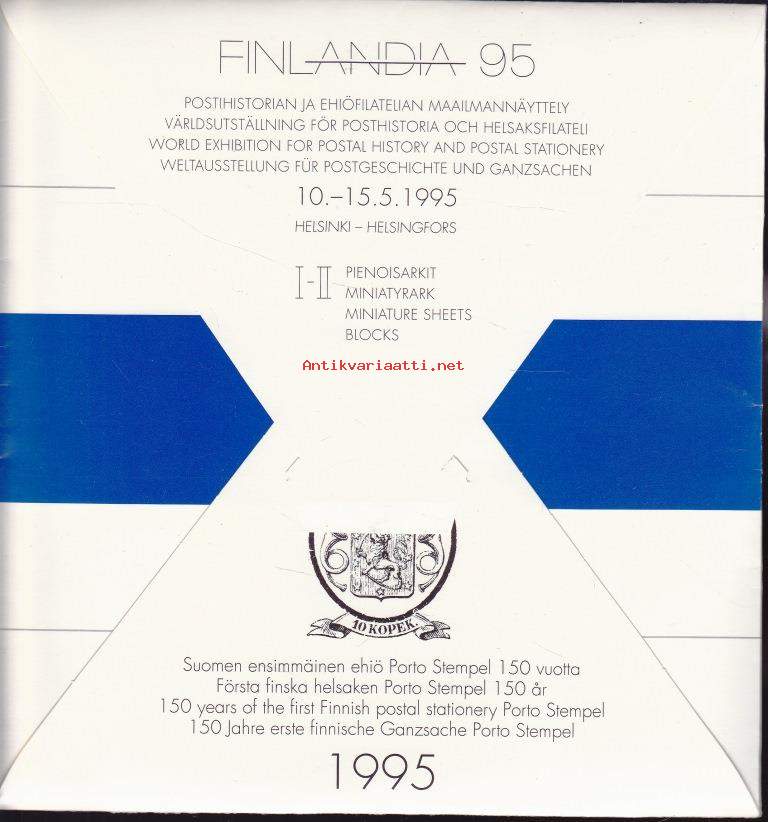 FINLANDIA 95
POSTIHISTORIAN JA EHIÖFILATELIAN MAAILMANNÄYTTELY
VÄRLDSUTSTÄLLNING FÖR POSTHISTORIA OCH HELSAKSFILATELI
WORLD EXHIBITION FOR POSTAL HISTORY AND POSTAL STATIONERY
WELTAUSSTELLUNG FÜR POSTGESCHICHTE UND GANZSACHEN
10.–15.5.1995
HELSINKI – HELSINGFORS
I-II PIENOISARKIT
MINIATYRARK
MINIATURE SHEETS
BLOCKS
Antikvariaatti.net
10 KOPEK.
Suomen ensimmäinen ehiö Porto Stempel 150 vuotta
Första finska helsaken Porto Stempel 150 år
150 years of the first Finnish postal stationery Porto Stempel
150 Jahre erste finnische Ganzsache Porto Stempel
1995